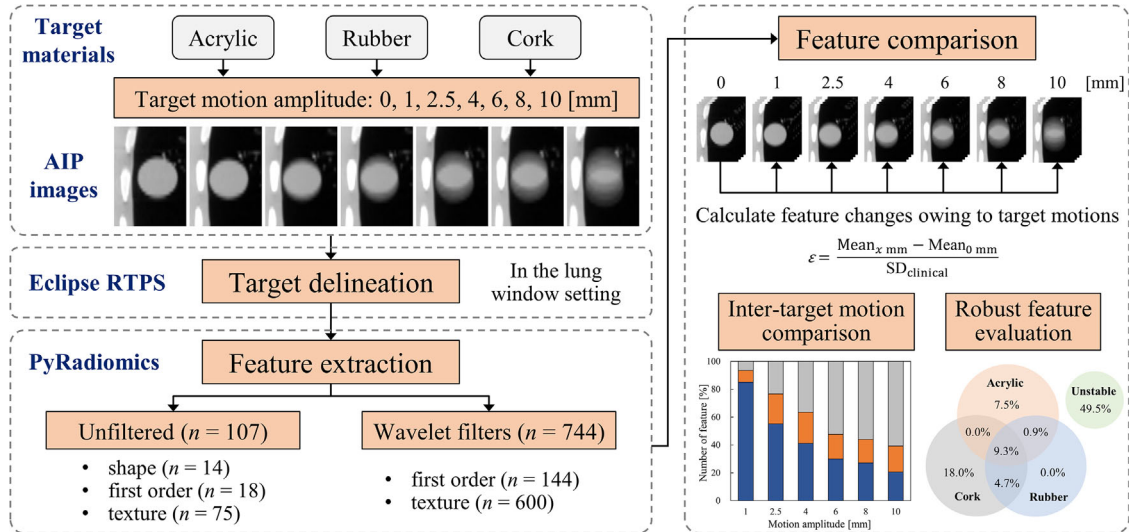 Target
materials
Acrylic
Rubber
Cork
Target motion amplitude: 0, 1, 2.5, 4, 6, 8, 10 [mm]
AIP
images
Eclipse RTPS
Target delineation
In the lung
window setting
PyRadiomics
Feature extraction
Unfiltered (n = 107)
• shape (n = 14)
• first order (n = 18)
• texture (n = 75)
Wavelet filters (n = 744)
• first order (n = 144)
• texture (n = 600)
Feature comparison
0 1 2.5 4 6 8 10 [mm]
Calculate feature changes owing to target motions
ε = (Mean x mm − Mean 0 mm) / SD clinical
Inter-target motion
comparison
Number of feature [%]
100
80
60
40
20
0
1 2.5 4 6 8 10
Motion amplitude [mm]
Robust feature
evaluation
Acrylic
7.5%
Unstable
49.5%
0.0%
0.9%
9.3%
18.0%
4.7%
0.0%
Cork
Rubber